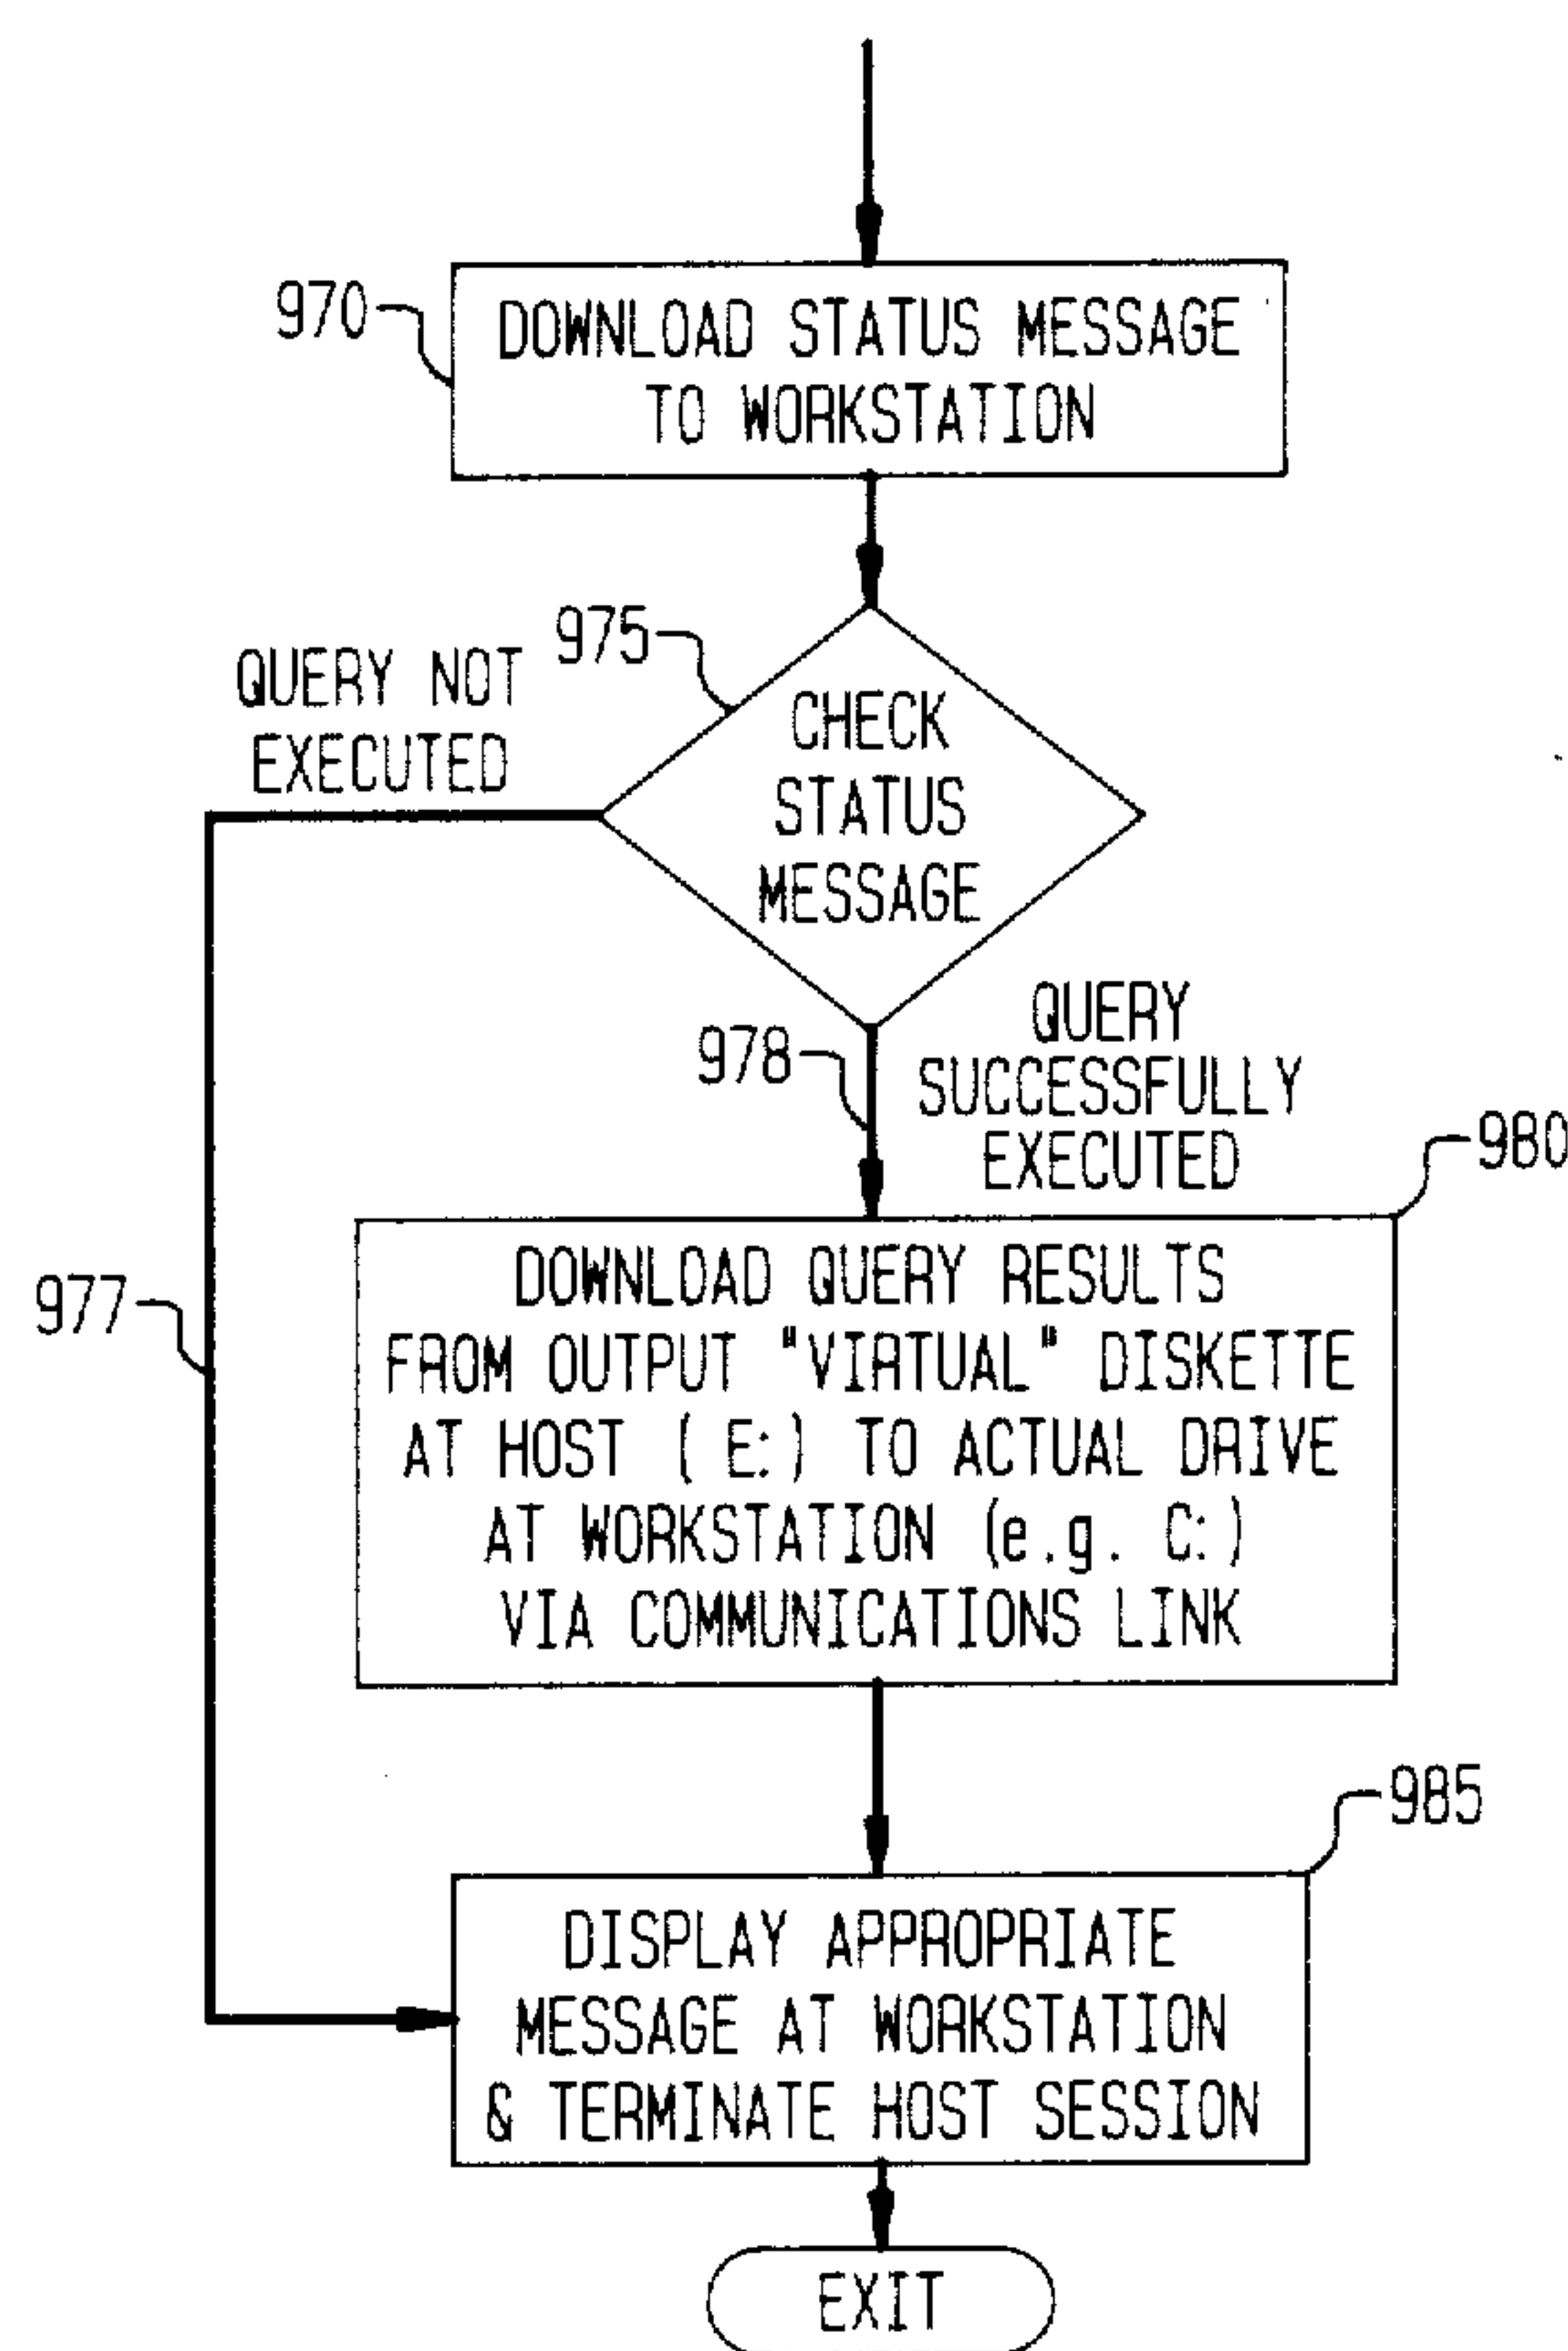 970
DOWNLOAD STATUS MESSAGE
TO WORKSTATION
975
QUERY NOT
EXECUTED
CHECK
STATUS
MESSAGE
978
QUERY
SUCCESSFULLY
EXECUTED
980
977
DOWNLOAD QUERY RESULTS
FROM OUTPUT "VIRTUAL" DISKETTE
AT HOST ( E:) TO ACTUAL DRIVE
AT WORKSTATION (e.g. C:)
VIA COMMUNICATIONS LINK
985
DISPLAY APPROPRIATE
MESSAGE AT WORKSTATION
& TERMINATE HOST SESSION
EXIT